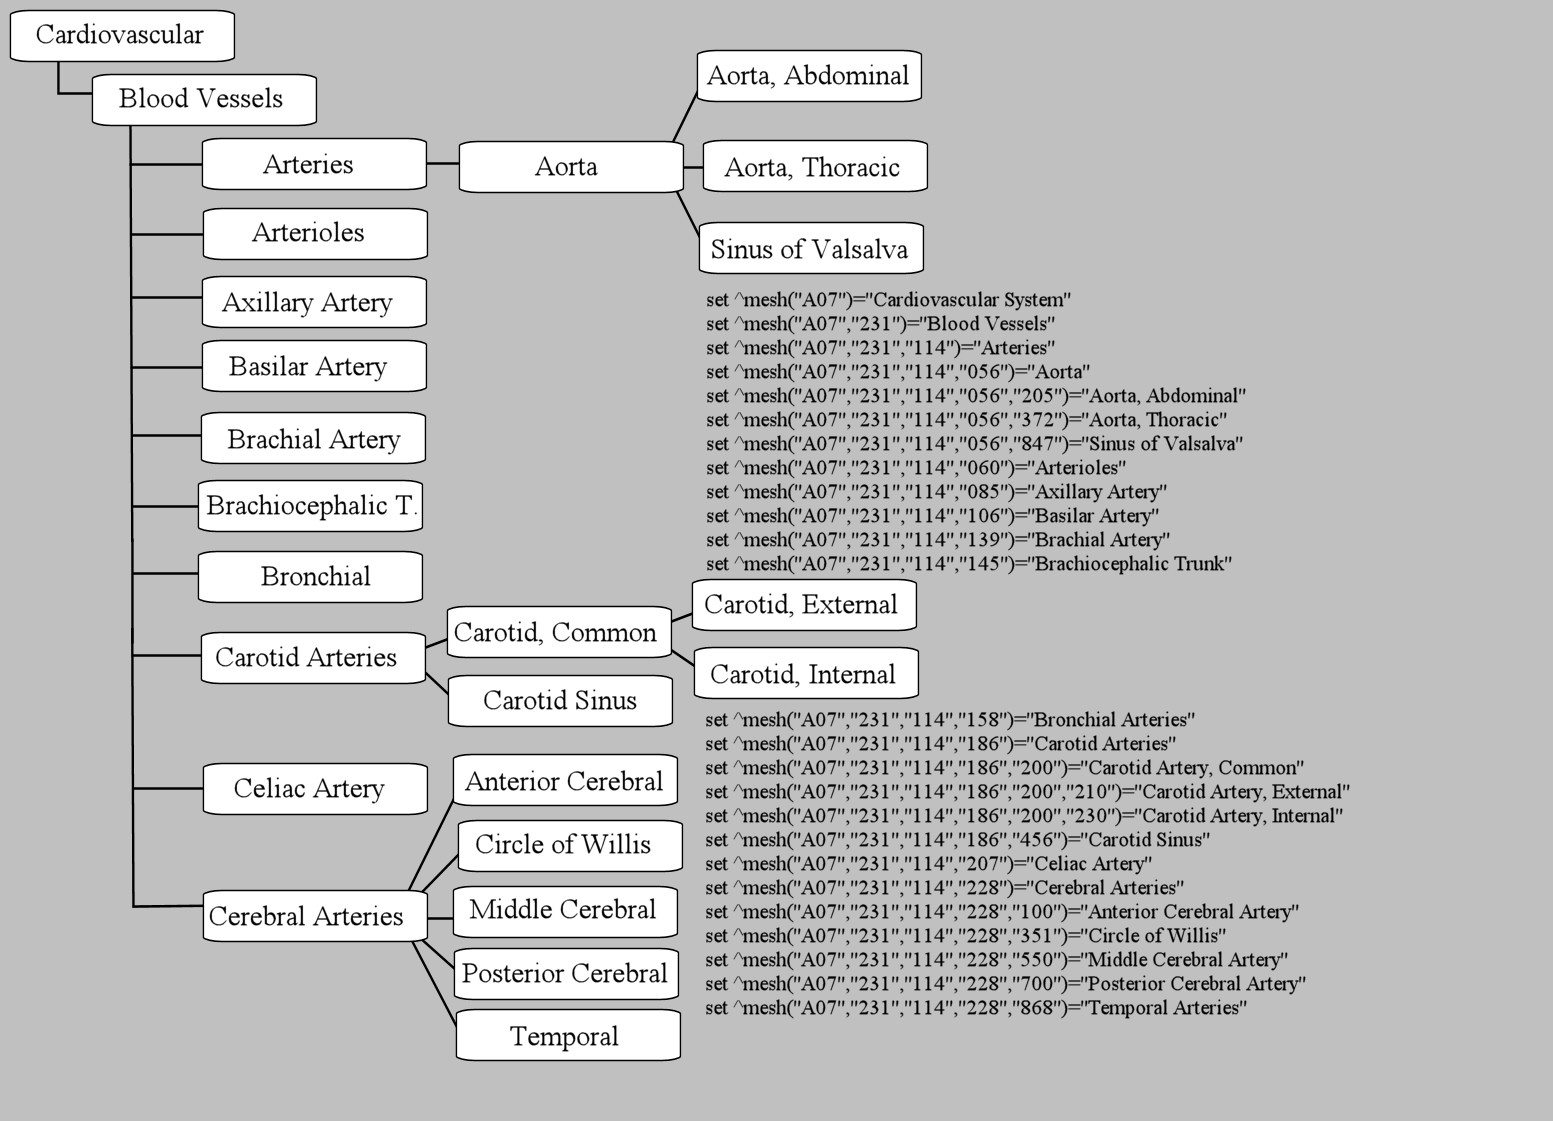 Cardiovascular
Blood Vessels
Arteries
Aorta
Aorta, Abdominal
Aorta, Thoracic
Sinus of Valsalva
Arterioles
Axillary Artery
Basilar Artery
Brachial Artery
Brachiocephalic T.
Bronchial
set ^mesh("A07")="Cardiovascular System"
set ^mesh("A07","231")="Blood Vessels"
set ^mesh("A07","231","114")="Arteries"
set ^mesh("A07","231","114","056")="Aorta"
set ^mesh("A07","231","114","056","205")="Aorta, Abdominal"
set ^mesh("A07","231","114","056","372")="Aorta, Thoracic"
set ^mesh("A07","231","114","056","847")="Sinus of Valsalva"
set ^mesh("A07","231","114","060")="Arterioles"
set ^mesh("A07","231","114","085")="Axillary Artery"
set ^mesh("A07","231","114","106")="Basilar Artery"
set ^mesh("A07","231","114","139")="Brachial Artery"
set ^mesh("A07","231","114","145")="Brachiocephalic Trunk"
Carotid Arteries
Carotid, Common
Carotid, External
Carotid, Internal
Carotid Sinus
Celiac Artery
Cerebral Arteries
Anterior Cerebral
Circle of Willis
Middle Cerebral
Posterior Cerebral
Temporal
set ^mesh("A07","231","114","158")="Bronchial Arteries"
set ^mesh("A07","231","114","186")="Carotid Arteries"
set ^mesh("A07","231","114","186","200")="Carotid Artery, Common"
set ^mesh("A07","231","114","186","200","210")="Carotid Artery, External"
set ^mesh("A07","231","114","186","200","230")="Carotid Artery, Internal"
set ^mesh("A07","231","114","186","456")="Carotid Sinus"
set ^mesh("A07","231","114","207")="Celiac Artery"
set ^mesh("A07","231","114","228")="Cerebral Arteries"
set ^mesh("A07","231","114","228","100")="Anterior Cerebral Artery"
set ^mesh("A07","231","114","228","351")="Circle of Willis"
set ^mesh("A07","231","114","228","550")="Middle Cerebral Artery"
set ^mesh("A07","231","114","228","700")="Posterior Cerebral Artery"
set ^mesh("A07","231","114","228","868")="Temporal Arteries"